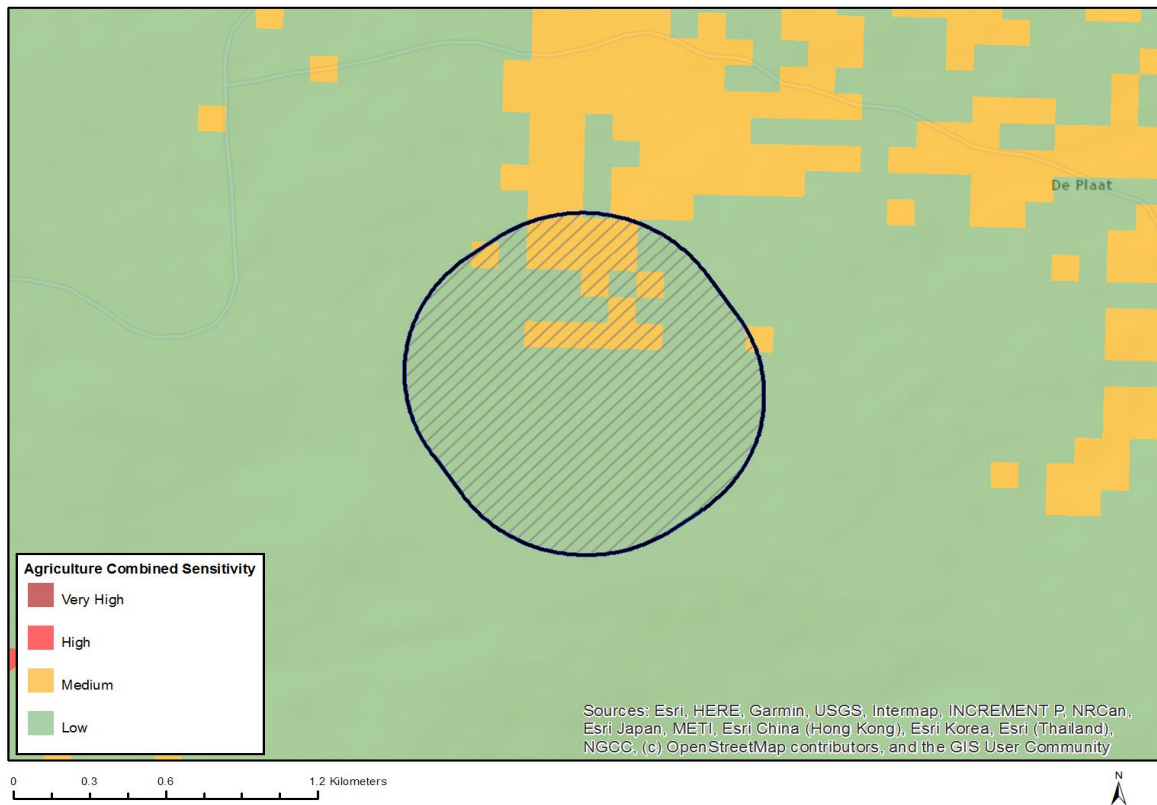 De Plaat
Agriculture Combined Sensitivity
Very High
High
Medium
Low
Sources: Esri, HERE, Garmin, USGS, Intermap, INCREMENT P, NRCan,
Esri Japan, METI, Esri China (Hong Kong), Esri Korea, Esri (Thailand),
NGCC, (c) OpenStreetMap contributors, and the GIS User Community
0 0.3 0.6 1.2 Kilometers
N